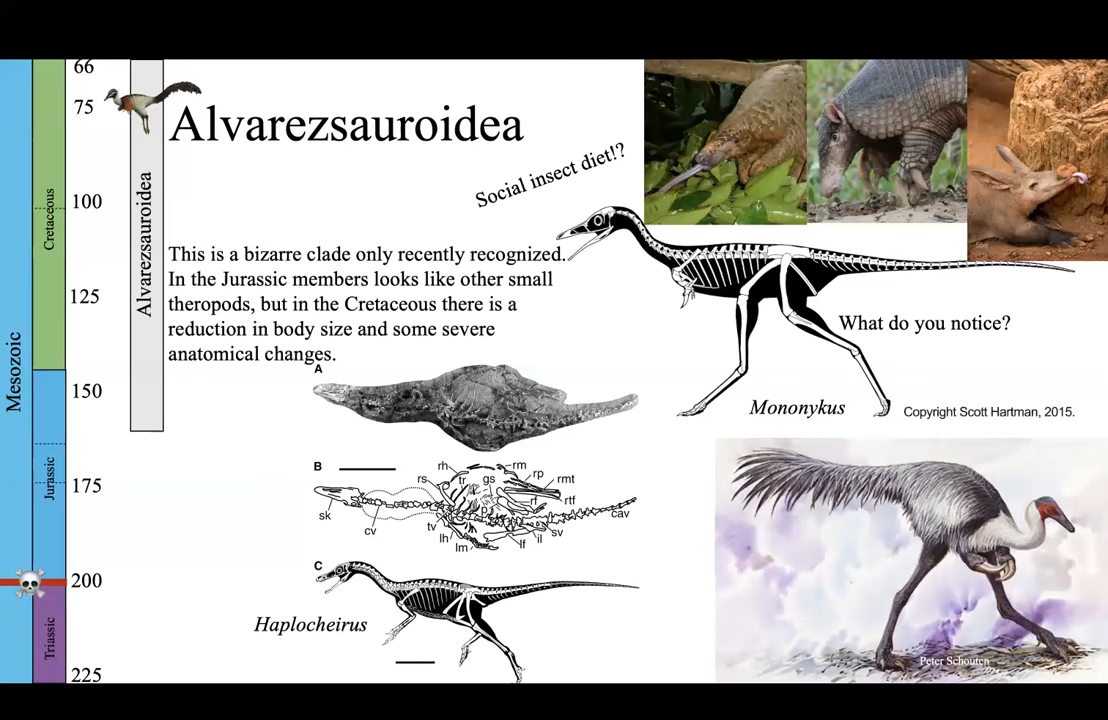 66
75
100
125
150
175
200
225
Mesozoic
Cretaceous
Jurassic
Triassic
Alvarezsauroidea
Alvarezsauroidea
Social insect diet!?
This is a bizarre clade only recently recognized.
In the Jurassic members looks like other small
theropods, but in the Cretaceous there is a
reduction in body size and some severe
anatomical changes.
What do you notice?
Mononykus
Copyright Scott Hartman, 2015.
A
B
rh
rm
rs
tr
gs
rp
rmt
sk
cv
tv
p
rf
rtf
cav
lh
lm
lf
il
sv
C
Haplocheirus
Peter Schouten